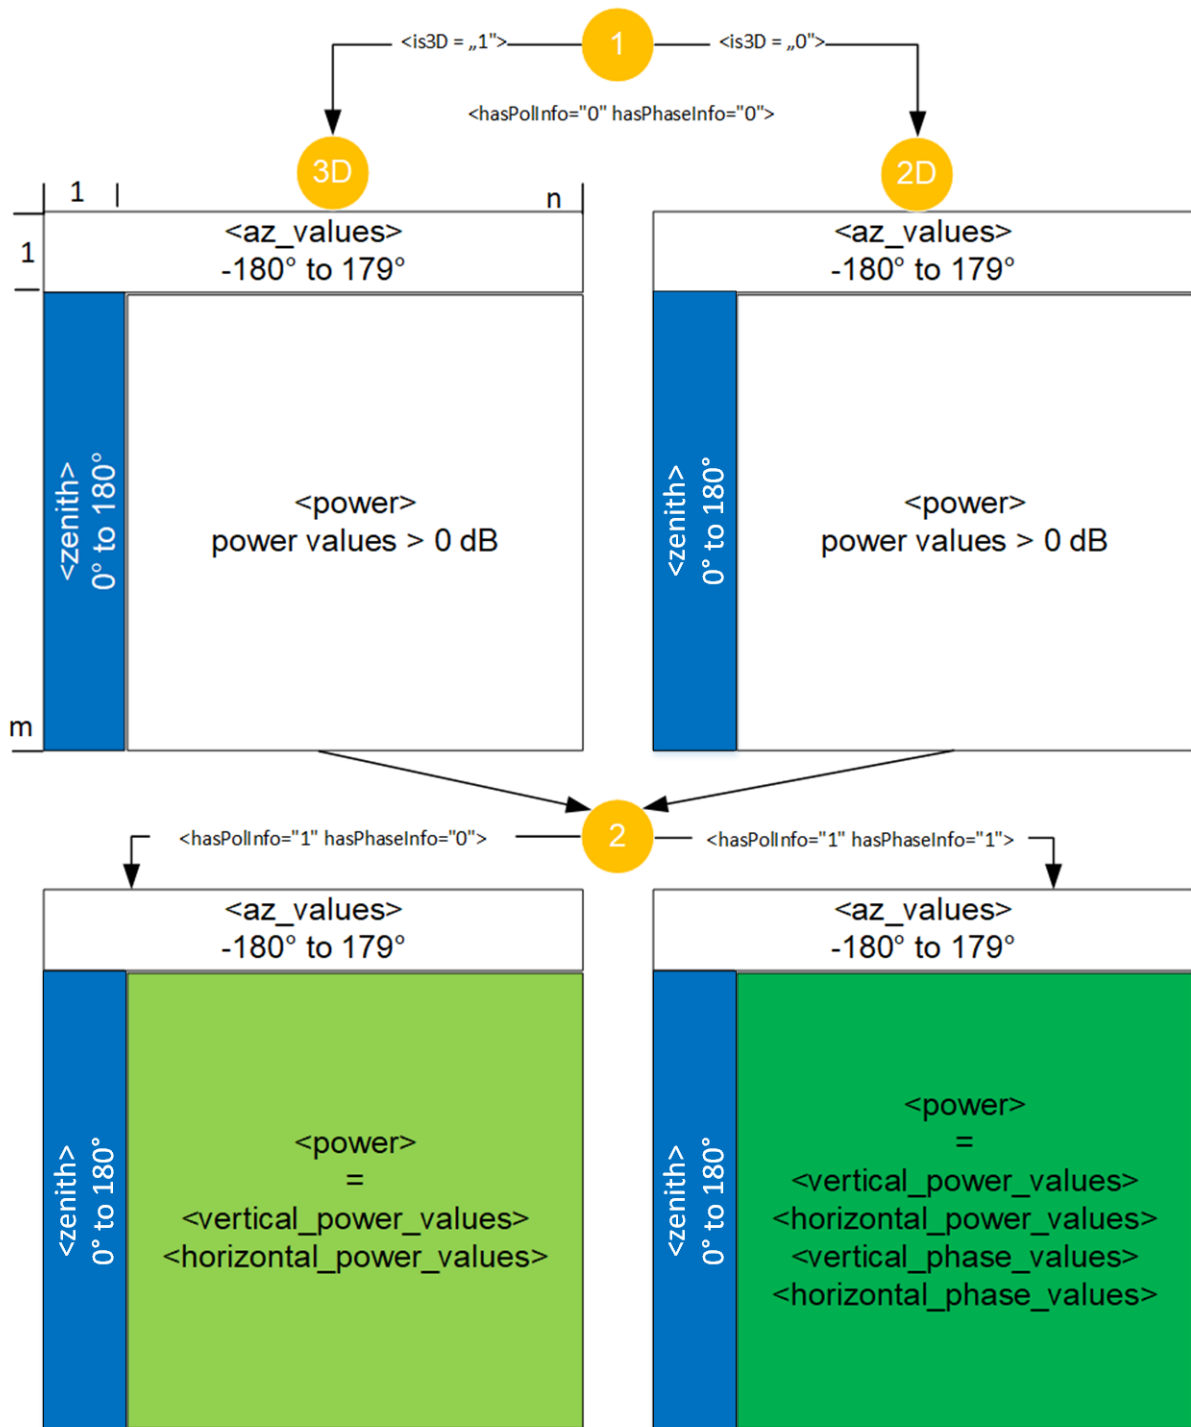 <is3D = „1">
1
<is3D = „0">
<hasPolInfo="0" hasPhaseInfo="0">
3D
2D
1
n
1
<az_values>
-180° to 179°
<az_values>
-180° to 179°
<zenith>
0° to 180°
<power>
power values > 0 dB
<zenith>
0° to 180°
<power>
power values > 0 dB
m
2
<hasPolInfo="1" hasPhaseInfo="0">
<hasPolInfo="1" hasPhaseInfo="1">
<az_values>
-180° to 179°
<az_values>
-180° to 179°
<zenith>
0° to 180°
<power>
=
<vertical_power_values>
<horizontal_power_values>
<zenith>
0° to 180°
<power>
=
<vertical_power_values>
<horizontal_power_values>
<vertical_phase_values>
<horizontal_phase_values>